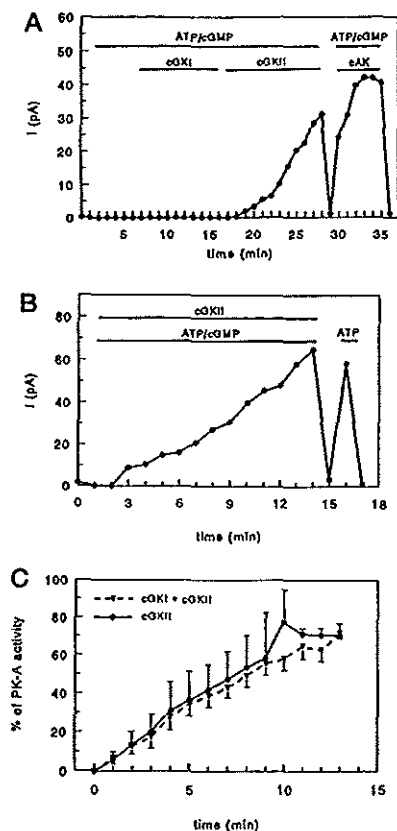 A
ATP/cGMP
ATP/cGMP
cGKI
cGKII
cAK
I (pA)
60
50
40
30
20
10
0
5
10
15
20
25
30
35
time (min)
B
cGKII
ATP/cGMP
ATP
I (pA)
80
60
40
20
0
0
3
6
9
12
15
18
time (min)
C
cGKI + cGKII
cGKII
% of PK-A activity
100
80
60
40
20
0
0
5
10
15
time (min)